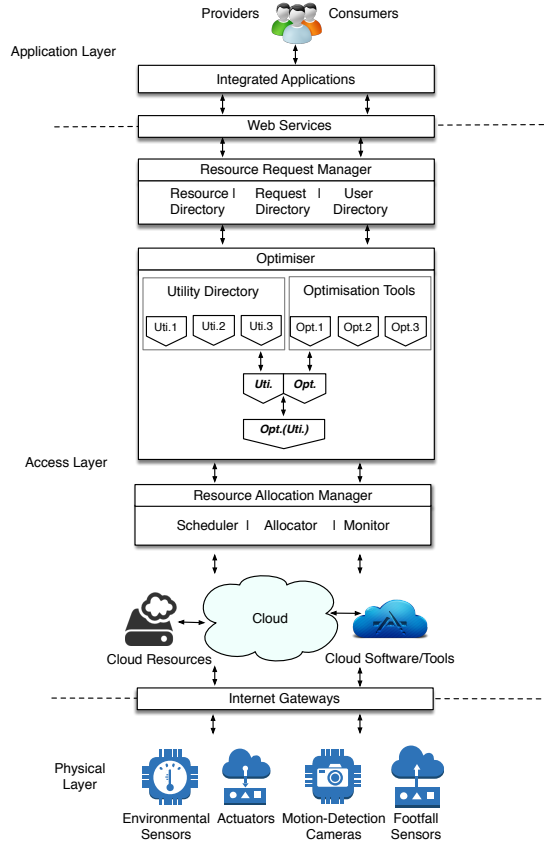 Providers Consumers
Application Layer
Integrated Applications
Web Services
Resource Request Manager
Resource | Request | User
Directory Directory Directory
Optimiser
Utility Directory Optimisation Tools
Uti.1 Uti.2 Uti.3 Opt.1 Opt.2 Opt.3
Uti. Opt.
Opt.(Uti.)
Access Layer
Resource Allocation Manager
Scheduler | Allocator | Monitor
Cloud
Cloud Resources Cloud Software/Tools
Internet Gateways
Physical
Layer
Environmental Actuators Motion-Detection Footfall
Sensors Cameras Sensors